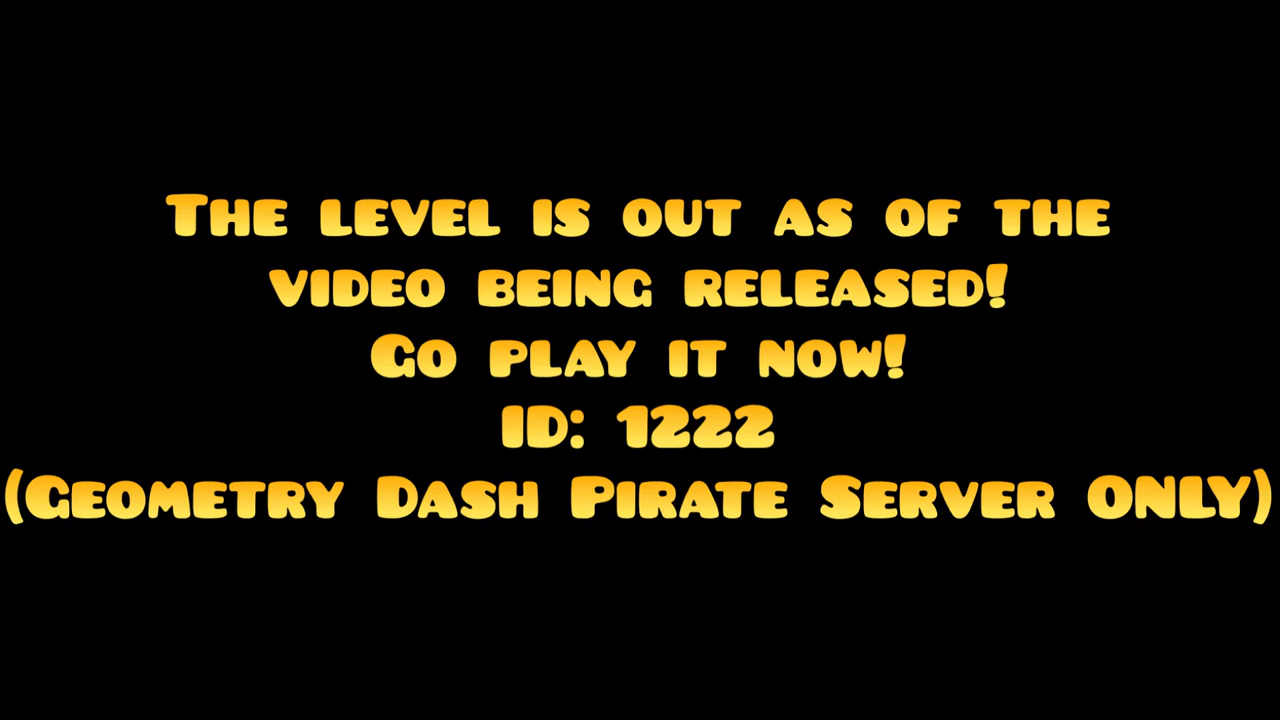 The level is out as of the
video being released!
Go play it now!
ID: 1222
(Geometry Dash Pirate Server ONLY)